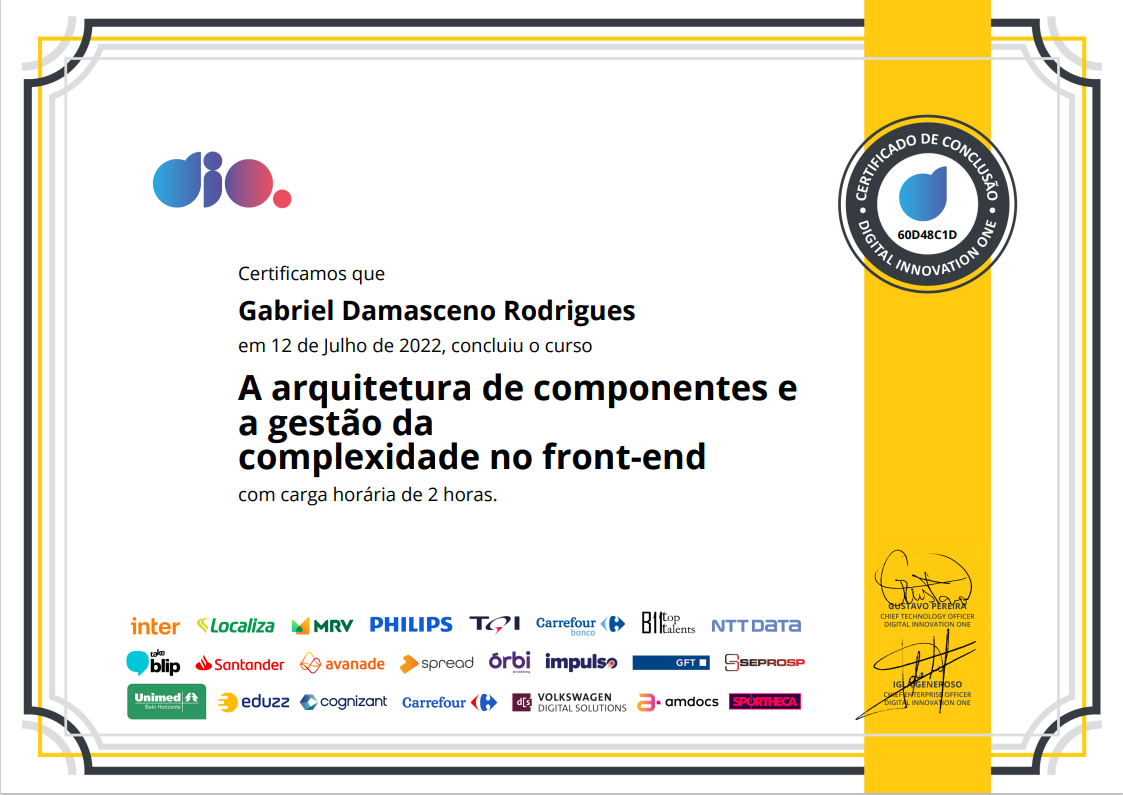 dio.
CERTIFICADO DE CONCLUSÃO
60D48C1D
DIGITAL INNOVATION ONE
Certificamos que
Gabriel Damasceno Rodrigues
em 12 de Julho de 2022, concluiu o curso
A arquitetura de componentes e
a gestão da
complexidade no front-end
com carga horária de 2 horas.
GUSTAVO PEREIRA
CHIEF TECHNOLOGY OFFICER
DIGITAL INNOVATION ONE
IGL GENEROSO
CHIEF ENTERPRISE OFFICER
DIGITAL INNOVATION ONE
inter Localiza MRV PHILIPS TQI Carrefour banco top talents NTT DATA
take blip Santander avanade spread órbi academy impulso GFT SEPROSP
Unimed Belo Horizonte eduzz cognizant Carrefour d[s] VOLKSWAGEN DIGITAL SOLUTIONS amdocs SPORTHECA